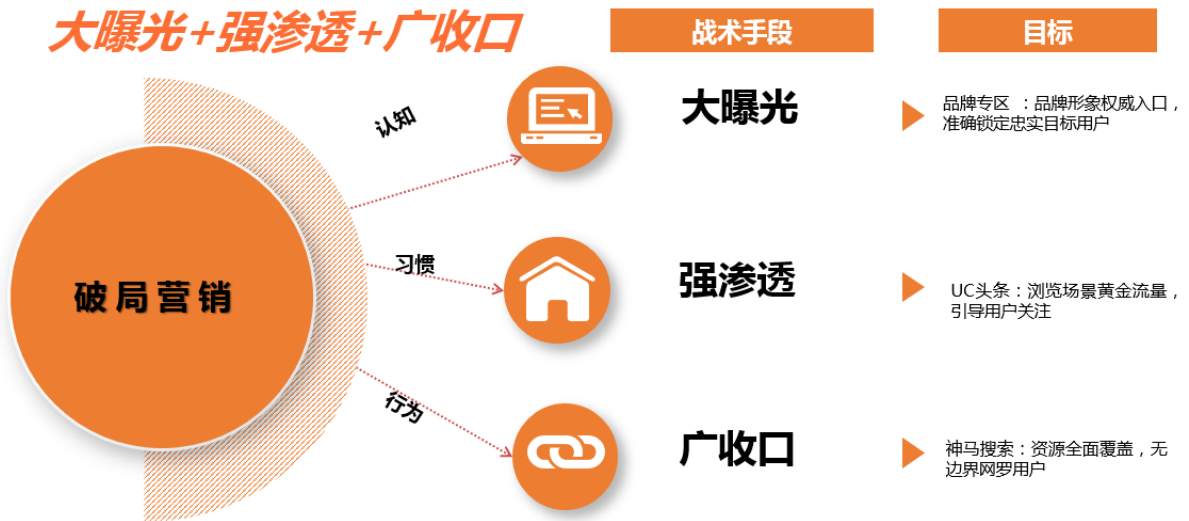 大曝光+强渗透+广收口
战术手段
目标
破局营销
认知
大曝光
品牌专区 ：品牌形象权威入口，
准确锁定忠实目标用户
习惯
强渗透
UC头条：浏览场景黄金流量，
引导用户关注
行为
广收口
神马搜索：资源全面覆盖，无
边界网罗用户